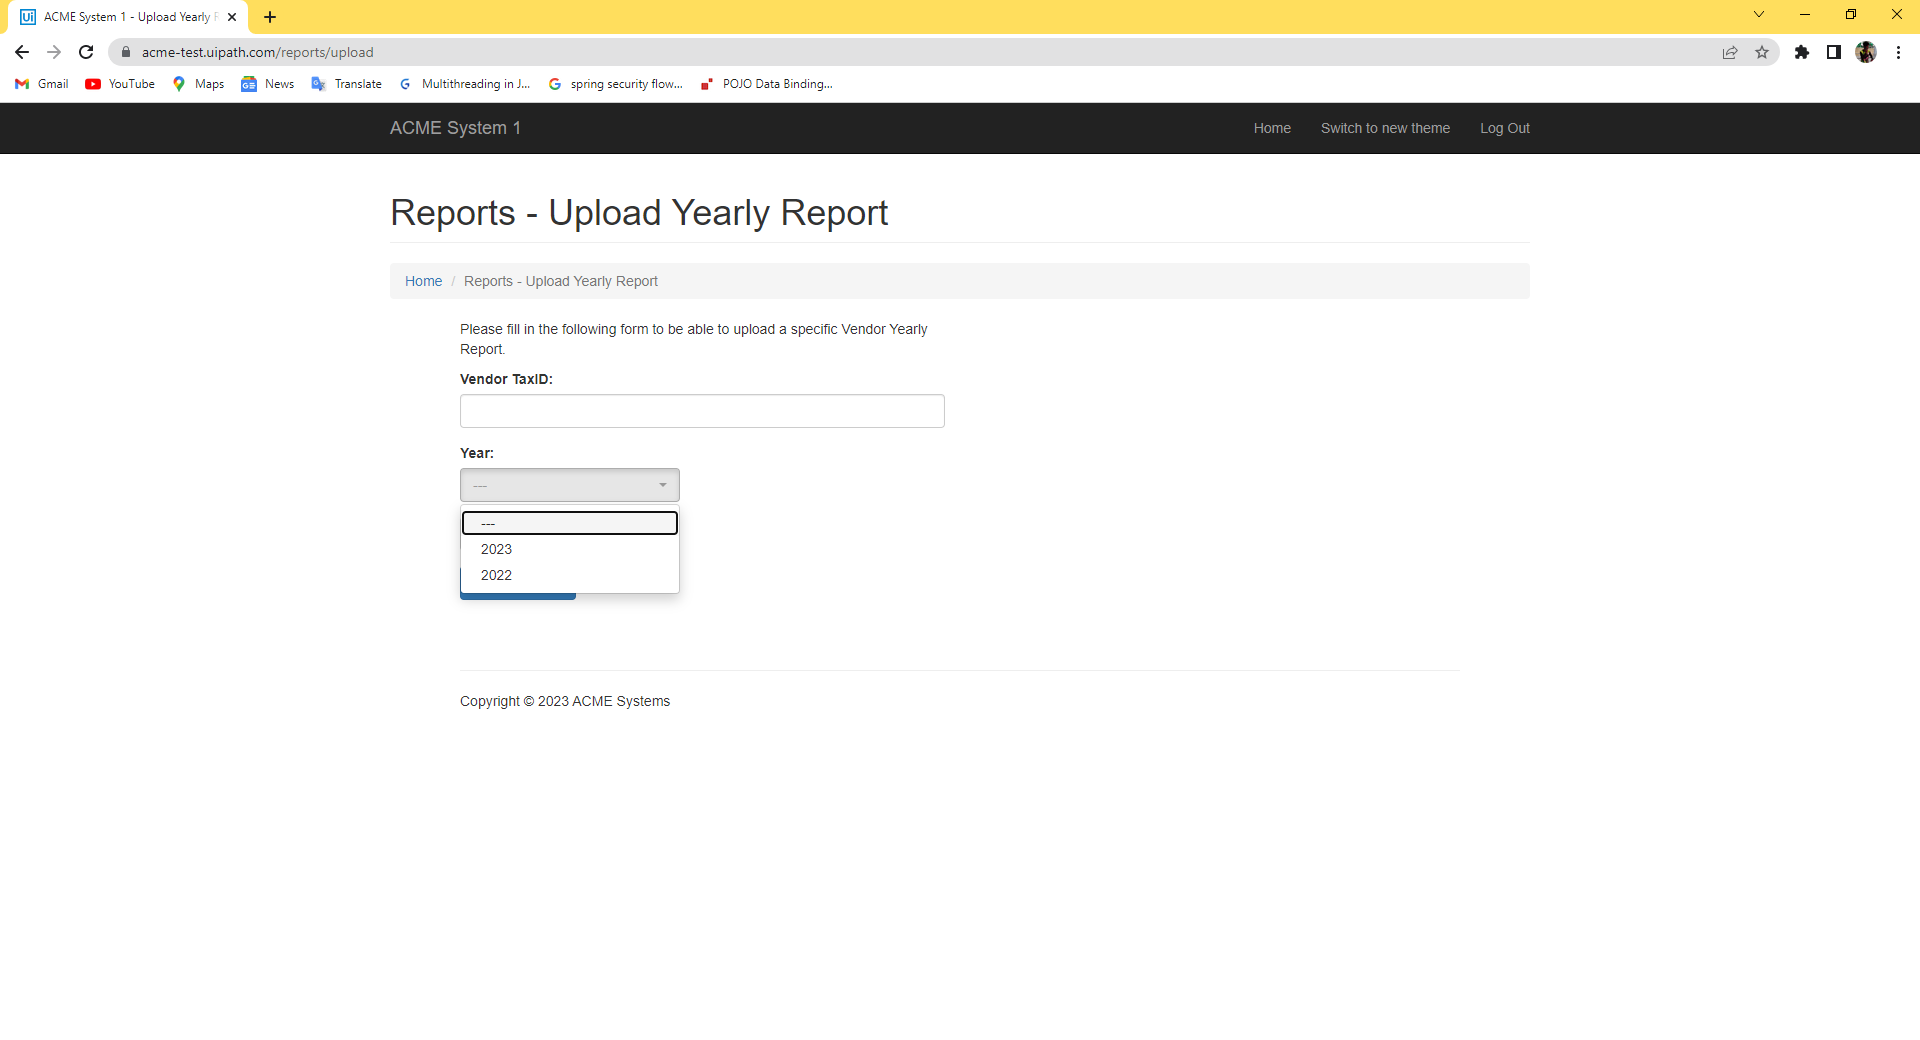 ACME System 1 - Upload Yearly
acme-test.uipath.com/reports/upload
Gmail YouTube Maps News Translate Multithreading in J... spring security flow... POJO Data Binding...
ACME System 1 Home Switch to new theme Log Out
Reports - Upload Yearly Report
Home / Reports - Upload Yearly Report
Please fill in the following form to be able to upload a specific Vendor Yearly
Report.
Vendor TaxID:
Year:
---
---
2023
2022
Copyright © 2023 ACME Systems